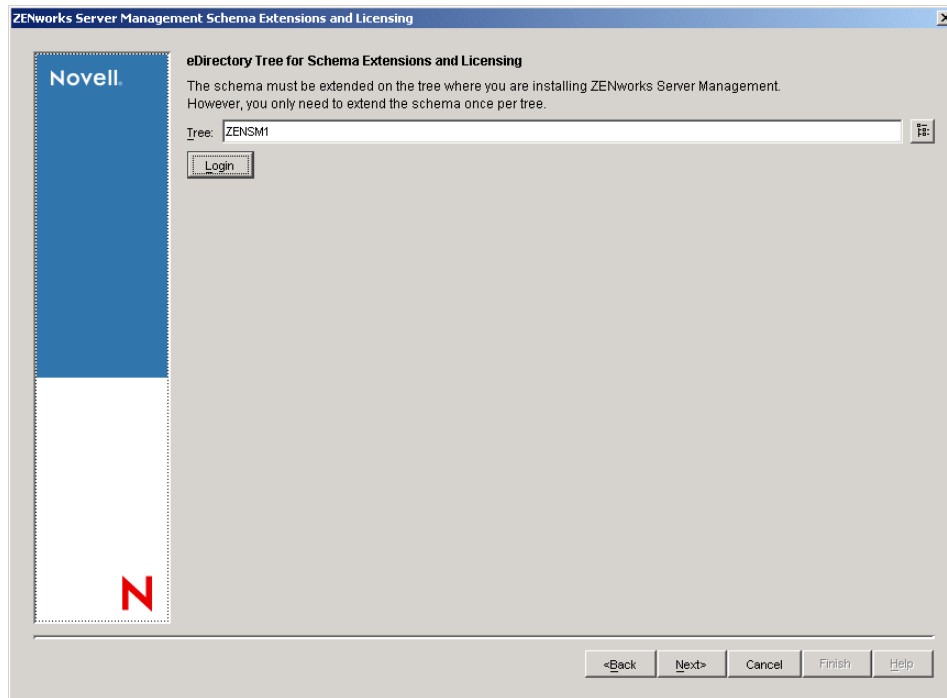 ZENworks Server Management Schema Extensions and Licensing
Novell.
eDirectory Tree for Schema Extensions and Licensing
The schema must be extended on the tree where you are installing ZENworks Server Management.
However, you only need to extend the schema once per tree.
Tree: ZENSM1
Login
N
<Back Next> Cancel Finish Help